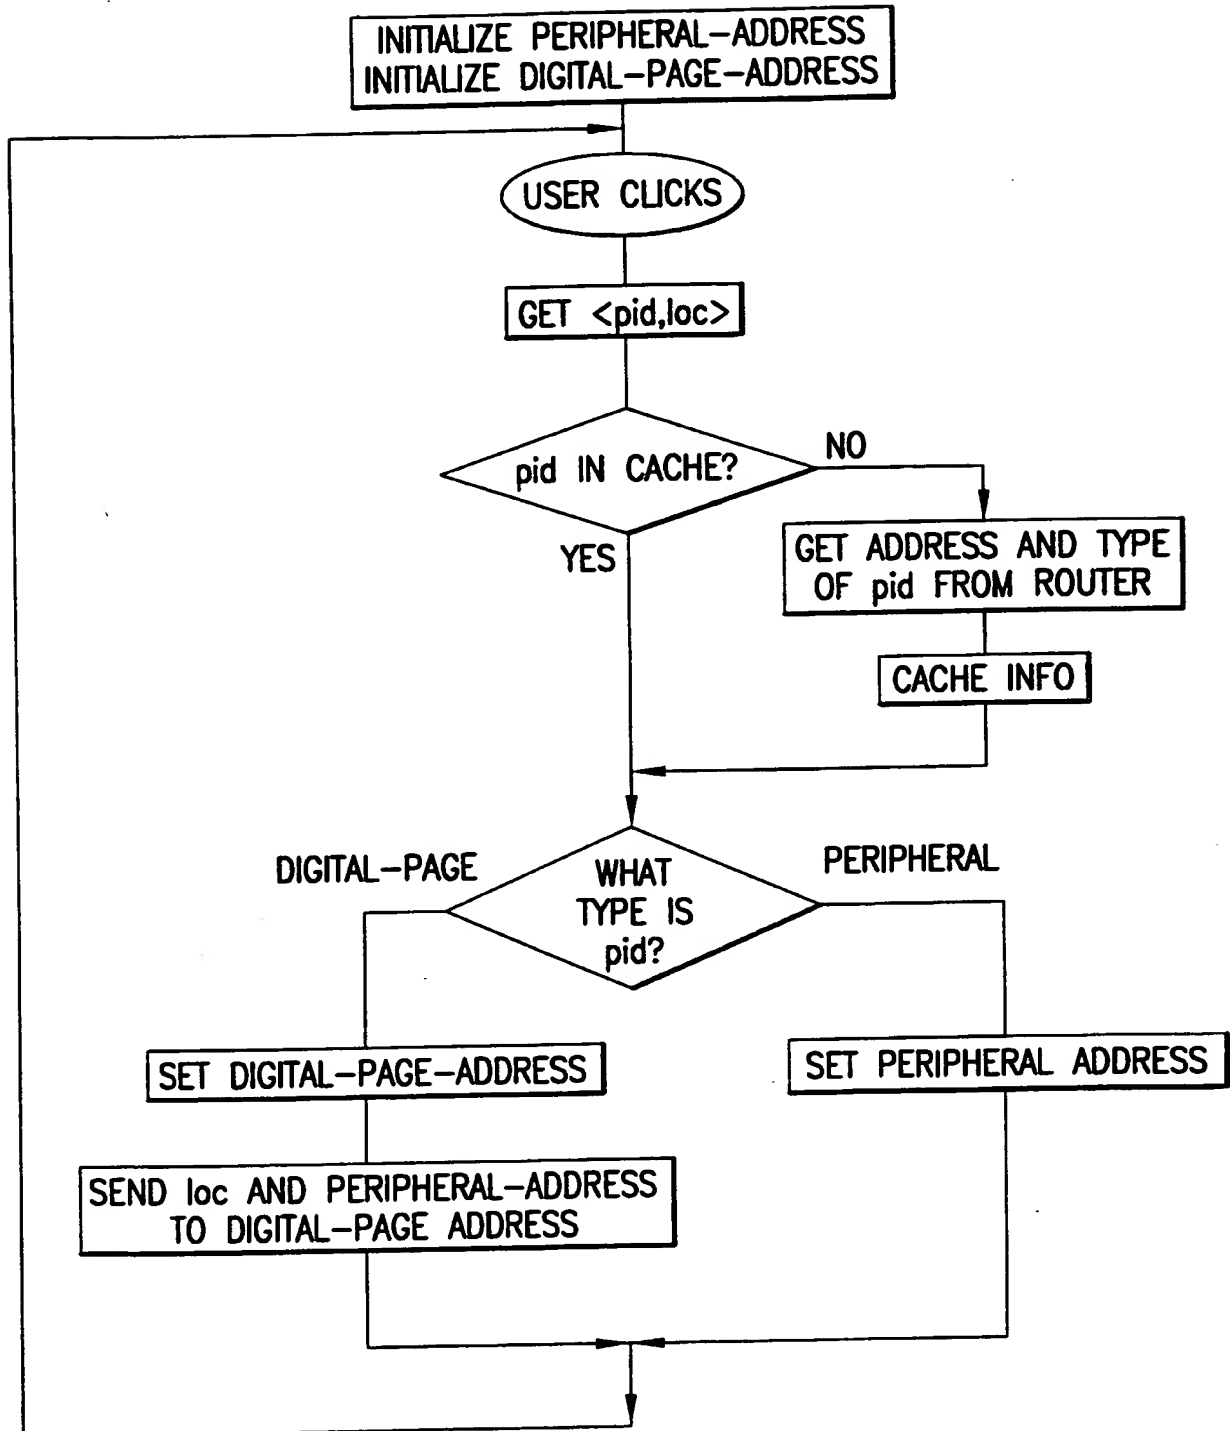 INITIALIZE PERIPHERAL-ADDRESS
INITIALIZE DIGITAL-PAGE-ADDRESS
USER CLICKS
GET <pid,loc>
pid IN CACHE?
NO
YES
GET ADDRESS AND TYPE
OF pid FROM ROUTER
CACHE INFO
DIGITAL-PAGE
WHAT
TYPE IS
pid?
PERIPHERAL
SET DIGITAL-PAGE-ADDRESS
SET PERIPHERAL ADDRESS
SEND loc AND PERIPHERAL-ADDRESS
TO DIGITAL-PAGE ADDRESS